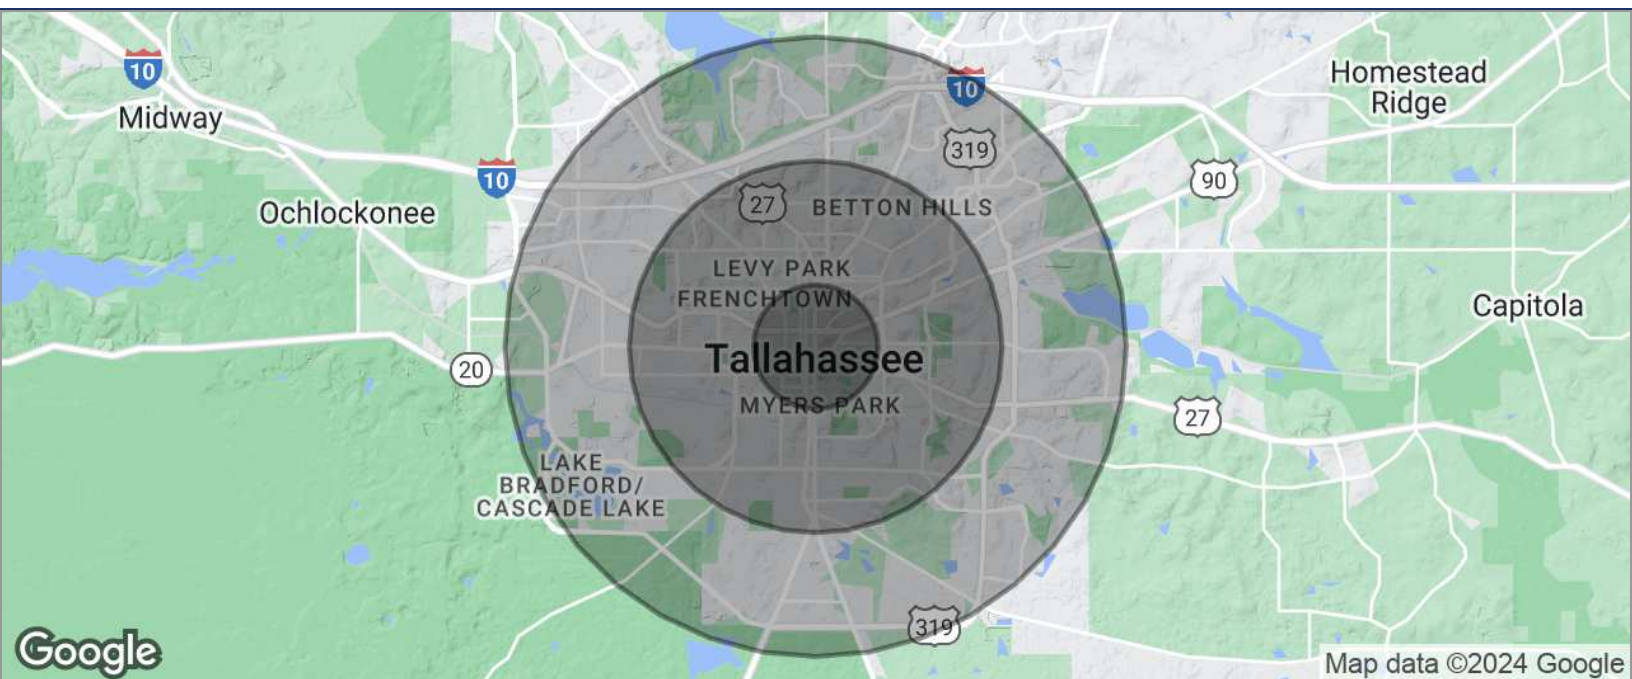 10
Midway
10
319
Homestead
Ridge
10
90
27
BETTON HILLS
Ochlockonee
LEVY PARK
FRENCHTOWN
Capitola
Tallahassee
20
MYERS PARK
27
LAKE
BRADFORD/
CASCADE LAKE
319
Google
Map data ©2024 Google